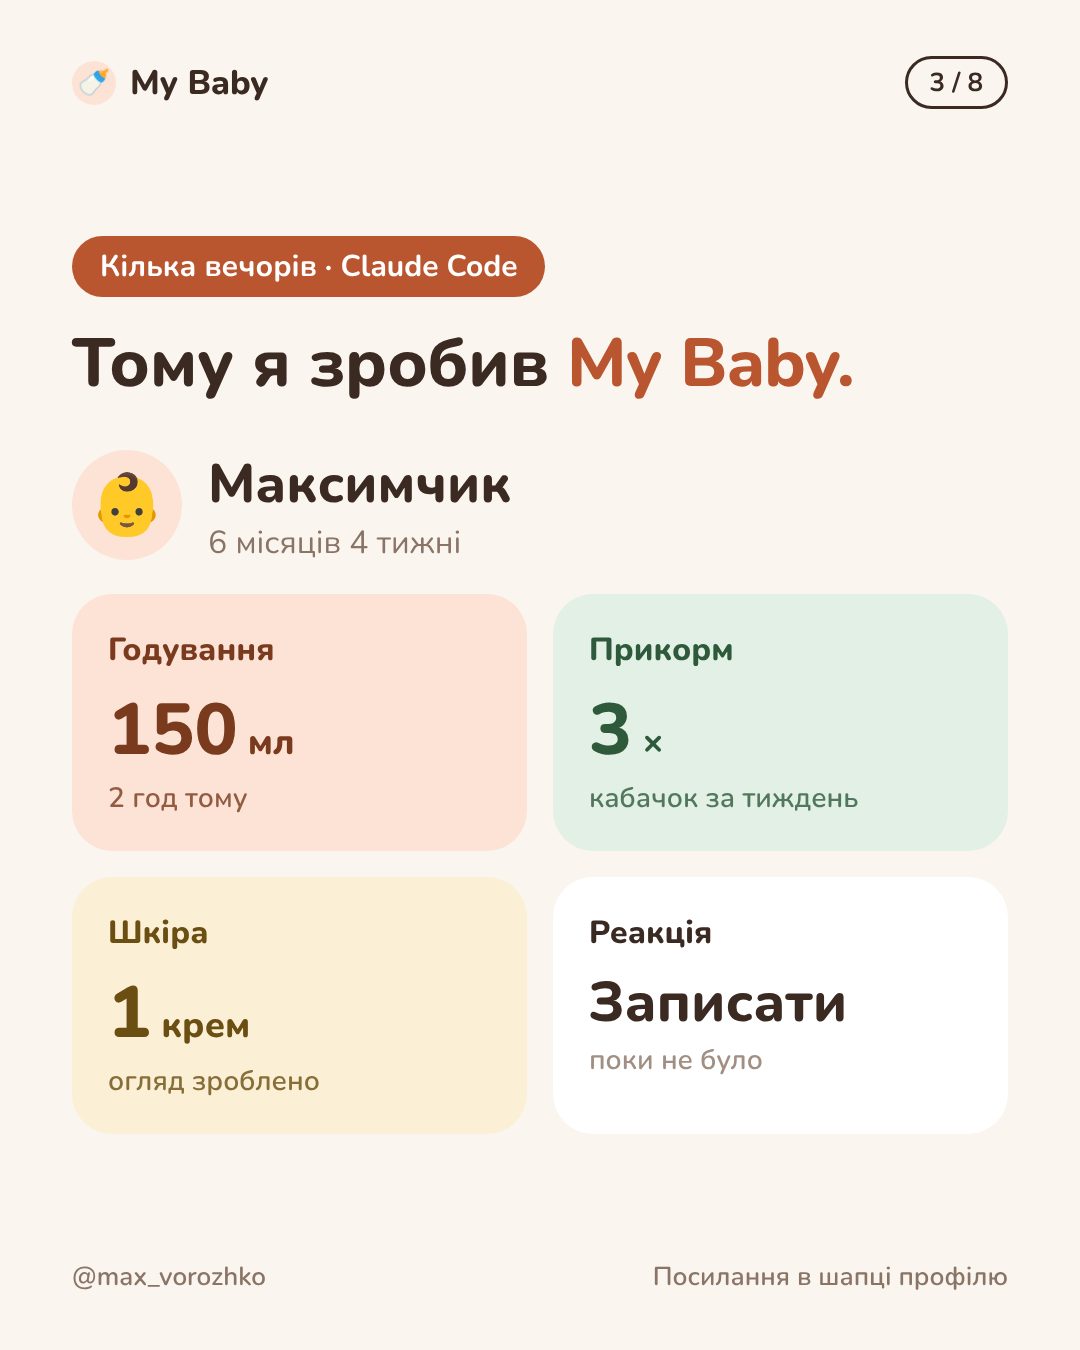 My Baby
3 / 8
Кілька вечорів · Claude Code
Тому я зробив My Baby.
Максимчик
6 місяців 4 тижні
Годування
150 мл
2 год тому
Прикорм
3 ×
кабачок за тиждень
Шкіра
1 крем
огляд зроблено
Реакція
Записати
поки не було
@max_vorozhko
Посилання в шапці профілю